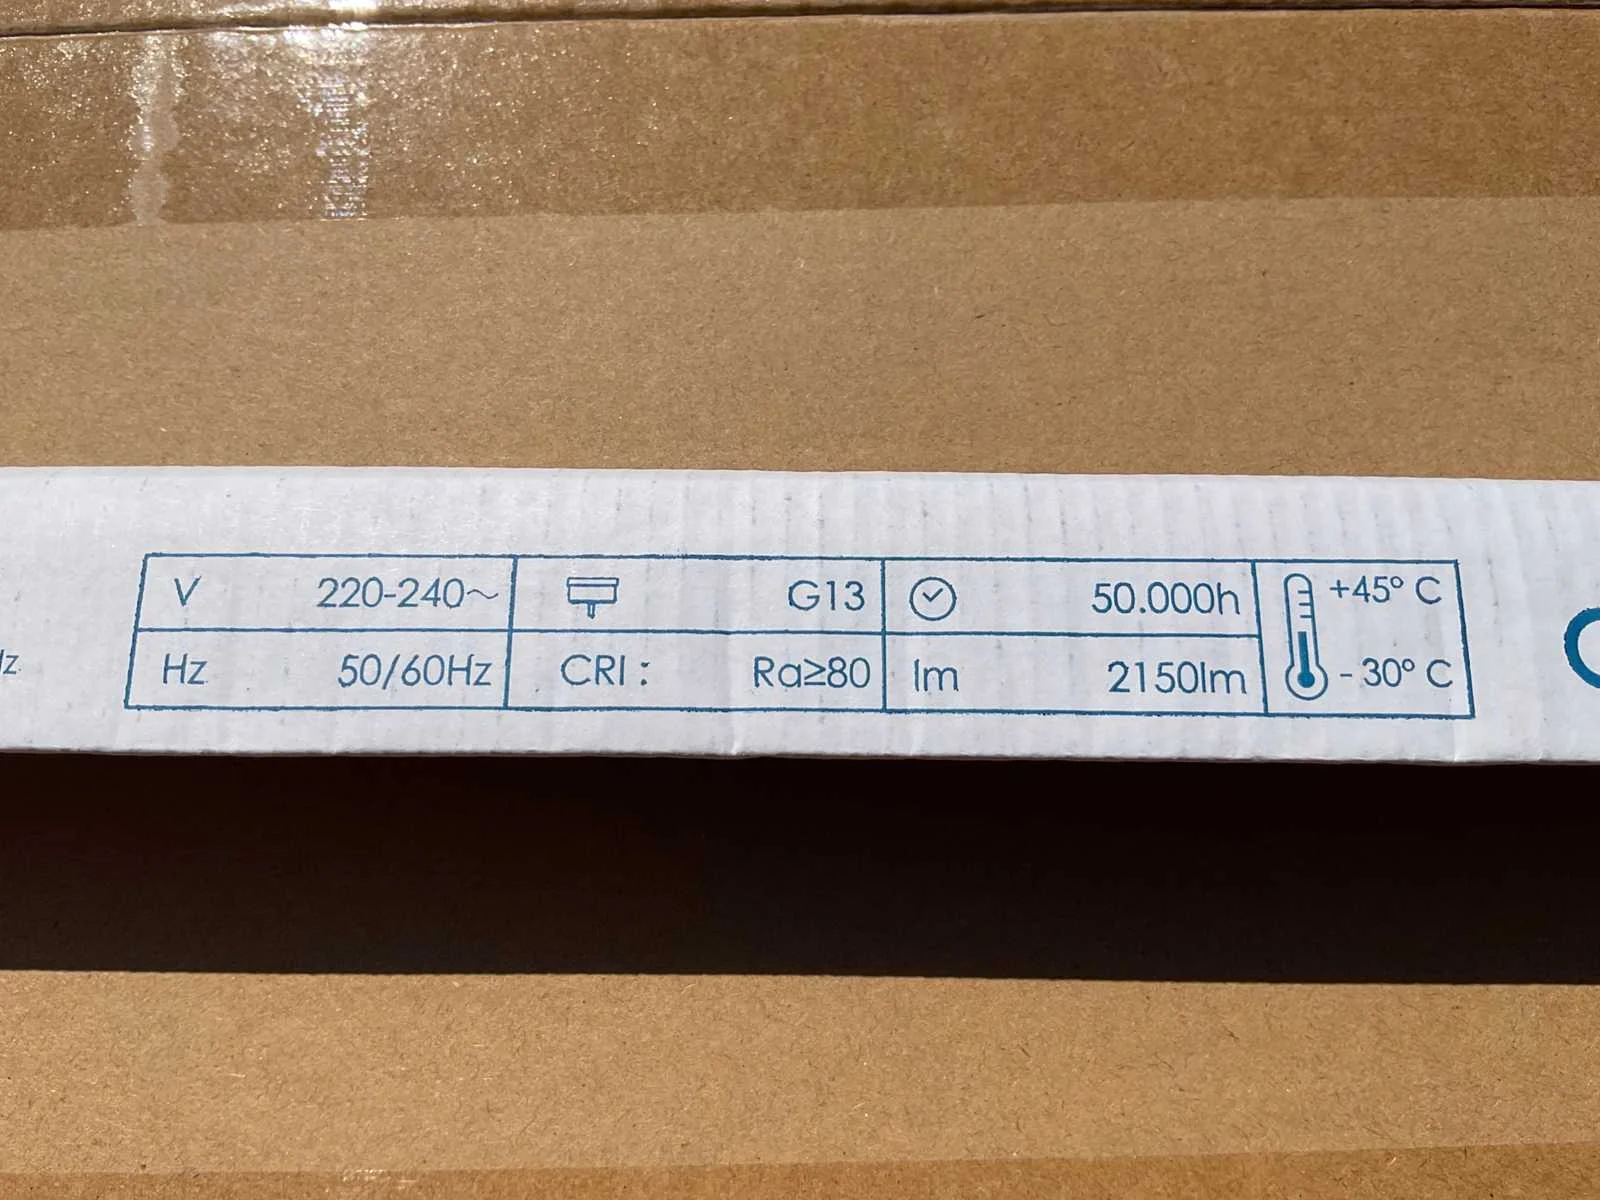 V 220-240~ G13 50.000h +45° C
Hz 50/60Hz CRI : Ra≥80 lm 2150lm - 30° C